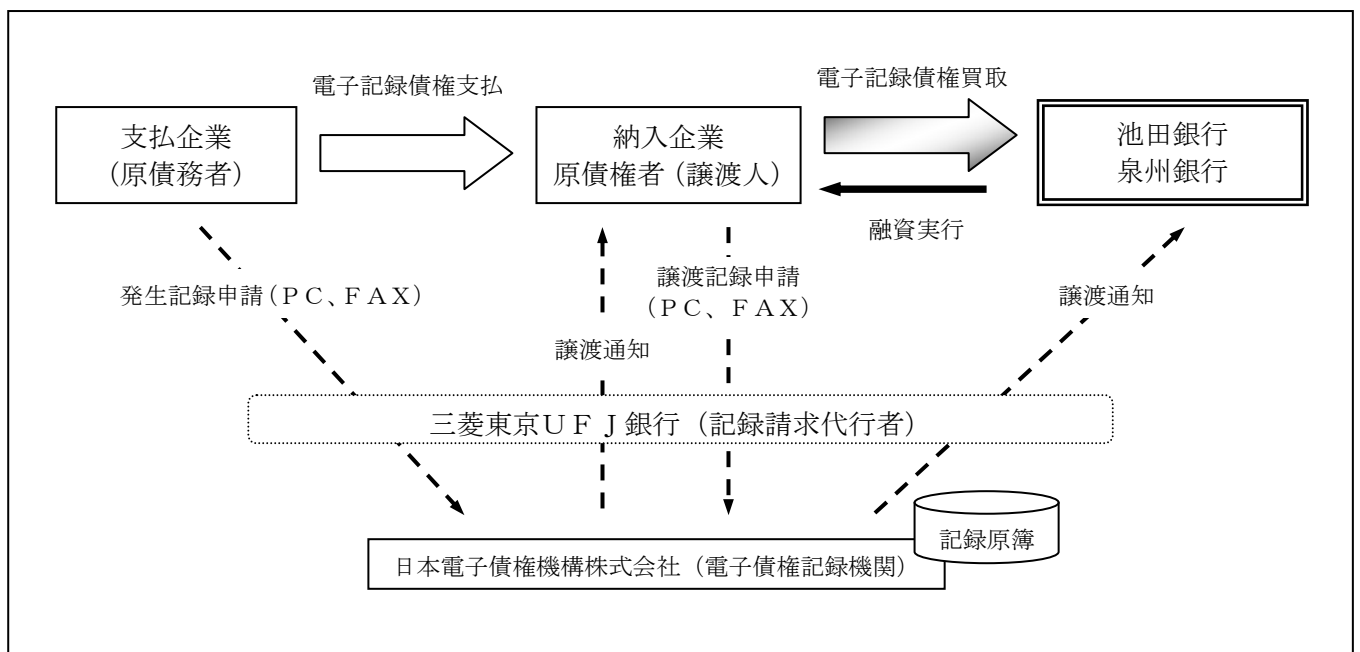 電子記録債権支払
電子記録債権買取
支払企業
(原債務者)
納入企業
原債権者(譲渡人)
池田銀行
泉州銀行
融資実行
発生記録申請(PC、FAX)
譲渡通知
譲渡記録申請
(PC、FAX)
譲渡通知
三菱東京UFJ銀行(記録請求代行者)
記録原簿
日本電子債権機構株式会社(電子債権記録機関)